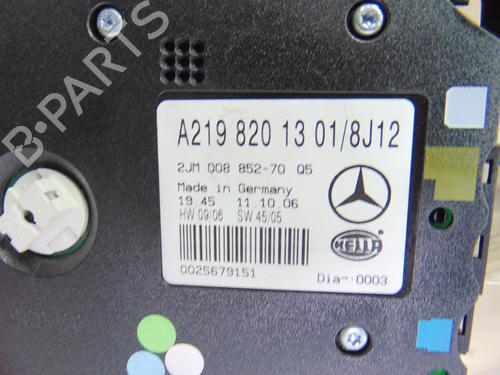 B-PARTS
A219 820 13 01/8J12
2JM 008 852-70 Q5
Made in Germany
13.45 11.10.06
HW 09/06 SW 45/05
HELLA
0025679151 Dia-:0003